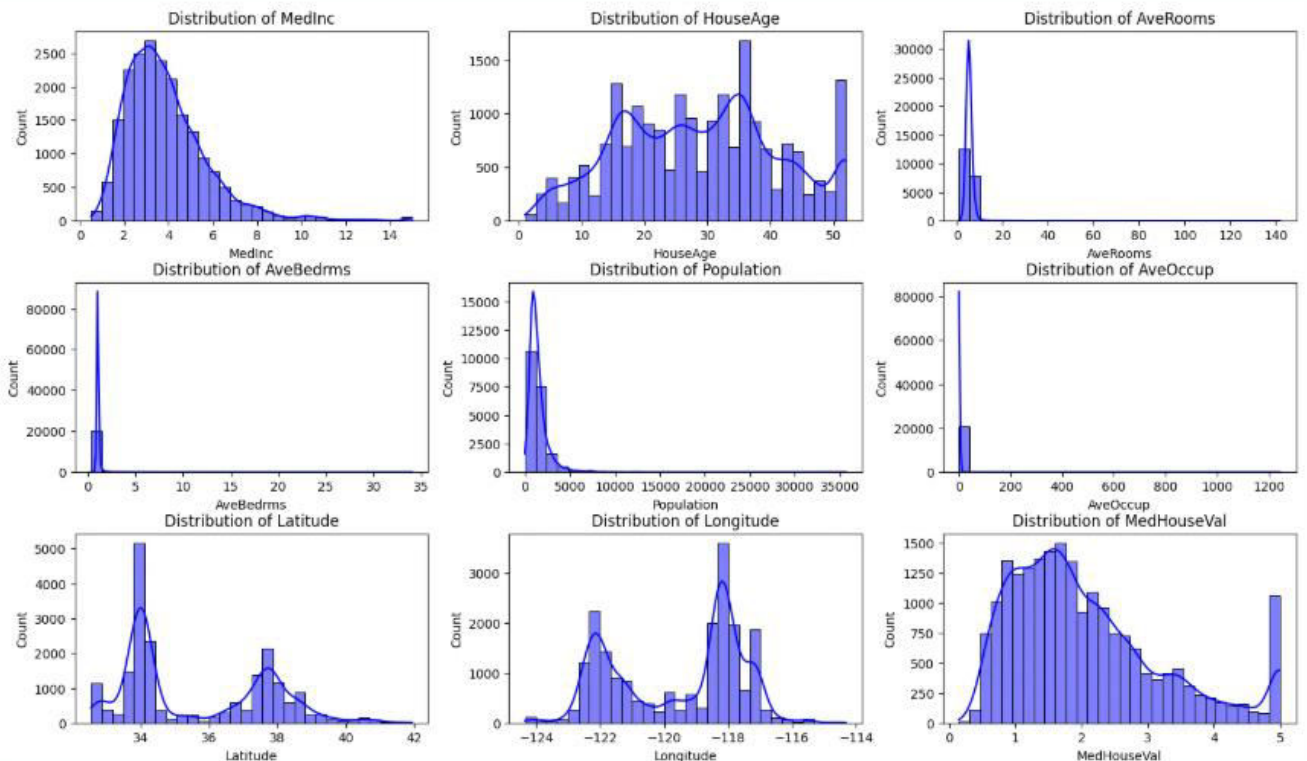 Distribution of MedInc
Count
2500
2000
1500
1000
500
0
0 2 4 6 8 10 12 14
MedInc
Distribution of HouseAge
Count
1500
1000
500
0
0 10 20 30 40 50
HouseAge
Distribution of AveRooms
Count
30000
25000
20000
15000
10000
5000
0
0 20 40 60 80 100 120 140
AveRooms
Distribution of AveBedrms
Count
80000
60000
40000
20000
0
0 5 10 15 20 25 30 35
AveBedrms
Distribution of Population
Count
15000
12500
10000
7500
5000
2500
0
0 5000 10000 15000 20000 25000 30000 35000
Population
Distribution of AveOccup
Count
80000
60000
40000
20000
0
0 200 400 600 800 1000 1200
AveOccup
Distribution of Latitude
Count
5000
4000
3000
2000
1000
0
34 36 38 40 42
Latitude
Distribution of Longitude
Count
3000
2000
1000
0
−124 −122 −120 −118 −116 −114
Longitude
Distribution of MedHouseVal
Count
1500
1250
1000
750
500
250
0
0 1 2 3 4 5
MedHouseVal